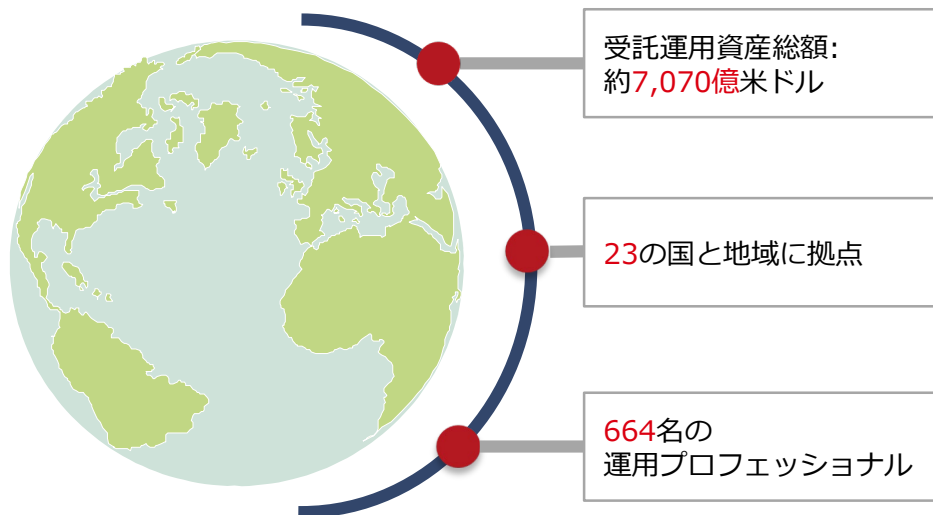 受託運用資産総額:
約7,070億米ドル
23の国と地域に拠点
664名の
運用プロフェッショナル